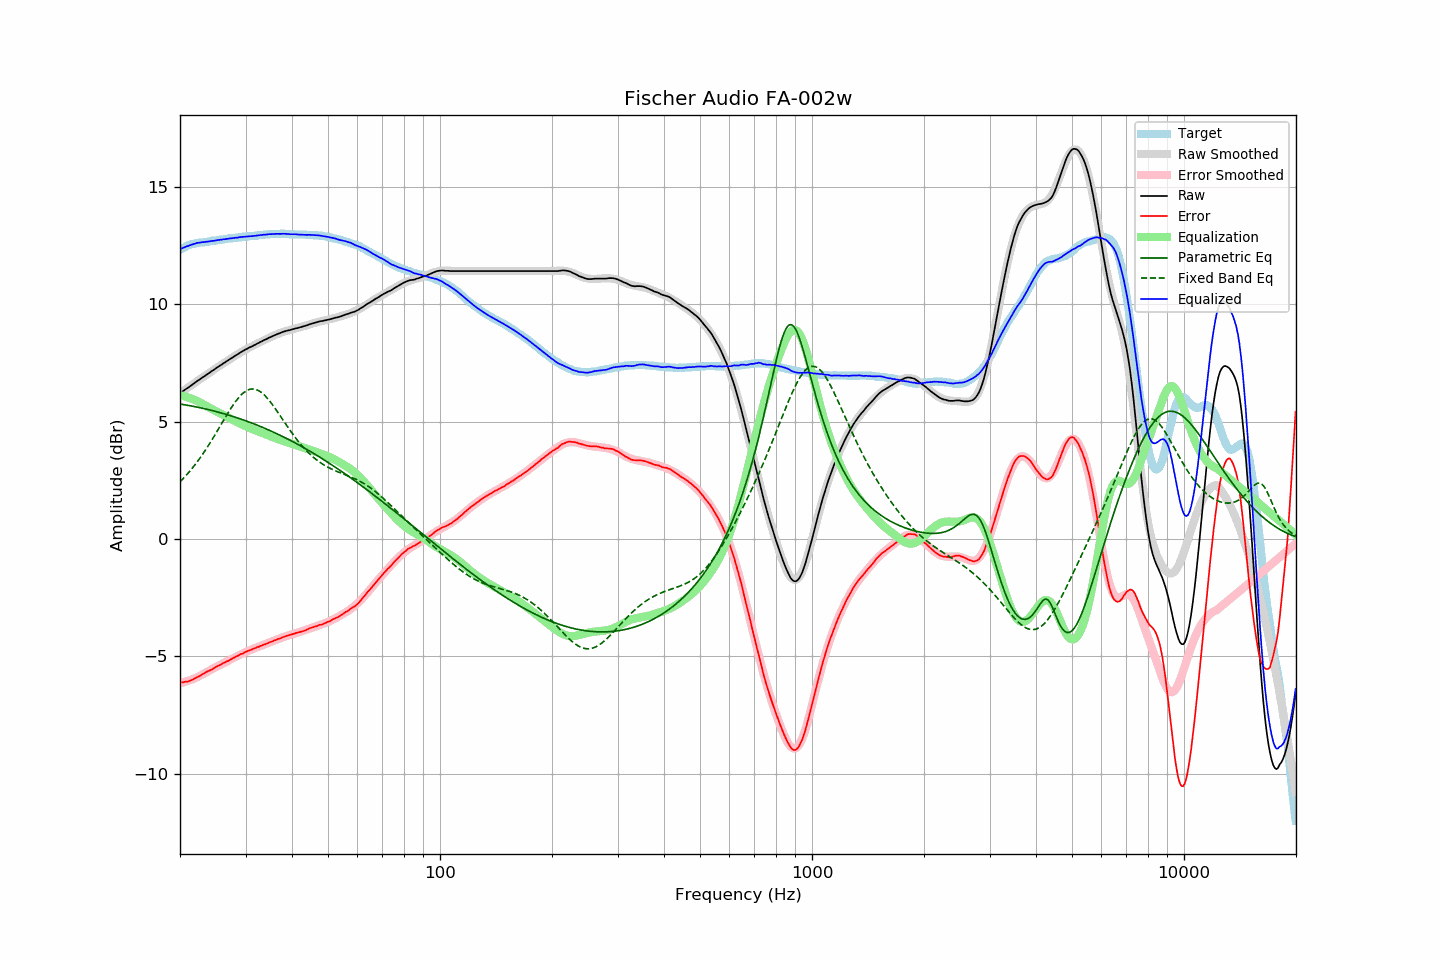 Fischer Audio FA-002w
Target
Raw Smoothed
Error Smoothed
Raw
Error
Equalization
Parametric Eq
Fixed Band Eq
Equalized
15
10
5
0
−5
−10
Amplitude (dBr)
100
1000
10000
Frequency (Hz)